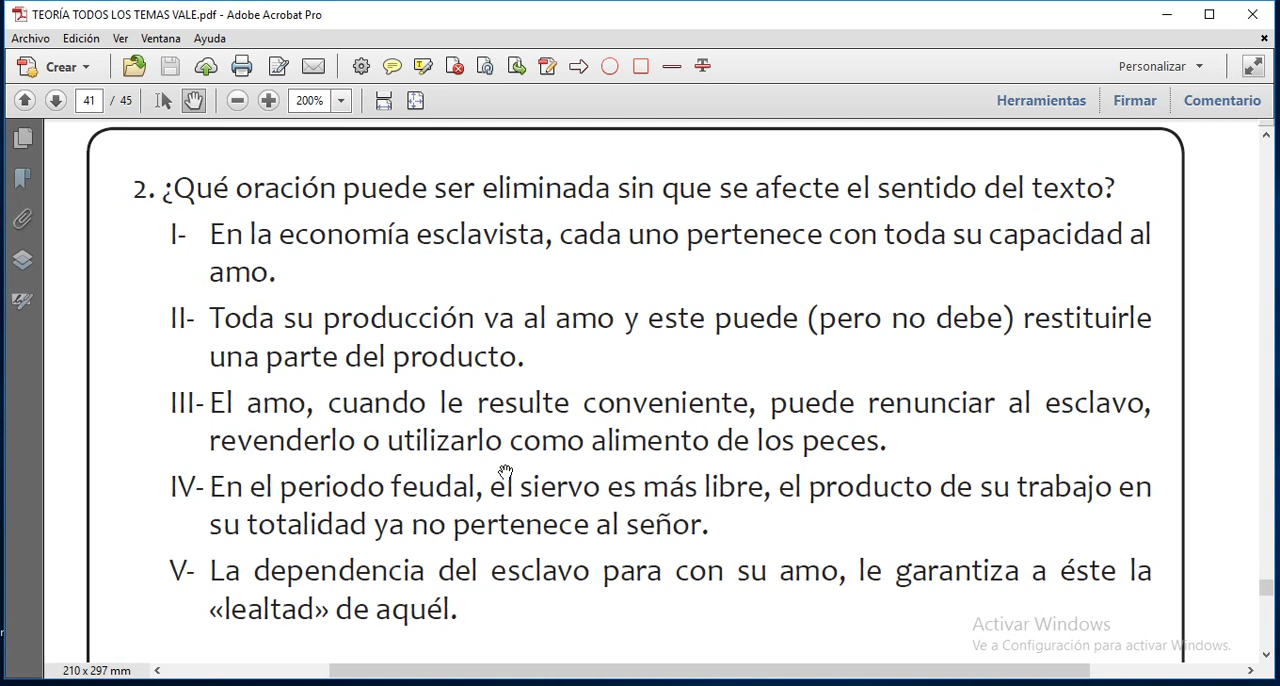 TEORÍA TODOS LOS TEMAS VALE.pdf - Adobe Acrobat Pro
Archivo Edición Ver Ventana Ayuda
Crear
Personalizar
41 / 45
200%
Herramientas Firmar Comentario
2. ¿Qué oración puede ser eliminada sin que se afecte el sentido del texto?
I- En la economía esclavista, cada uno pertenece con toda su capacidad al
amo.
II- Toda su producción va al amo y este puede (pero no debe) restituirle
una parte del producto.
III- El amo, cuando le resulte conveniente, puede renunciar al esclavo,
revenderlo o utilizarlo como alimento de los peces.
IV- En el periodo feudal, el siervo es más libre, el producto de su trabajo en
su totalidad ya no pertenece al señor.
V- La dependencia del esclavo para con su amo, le garantiza a éste la
«lealtad» de aquél.
Activar Windows
Ve a Configuración para activar Windows.
210 x 297 mm